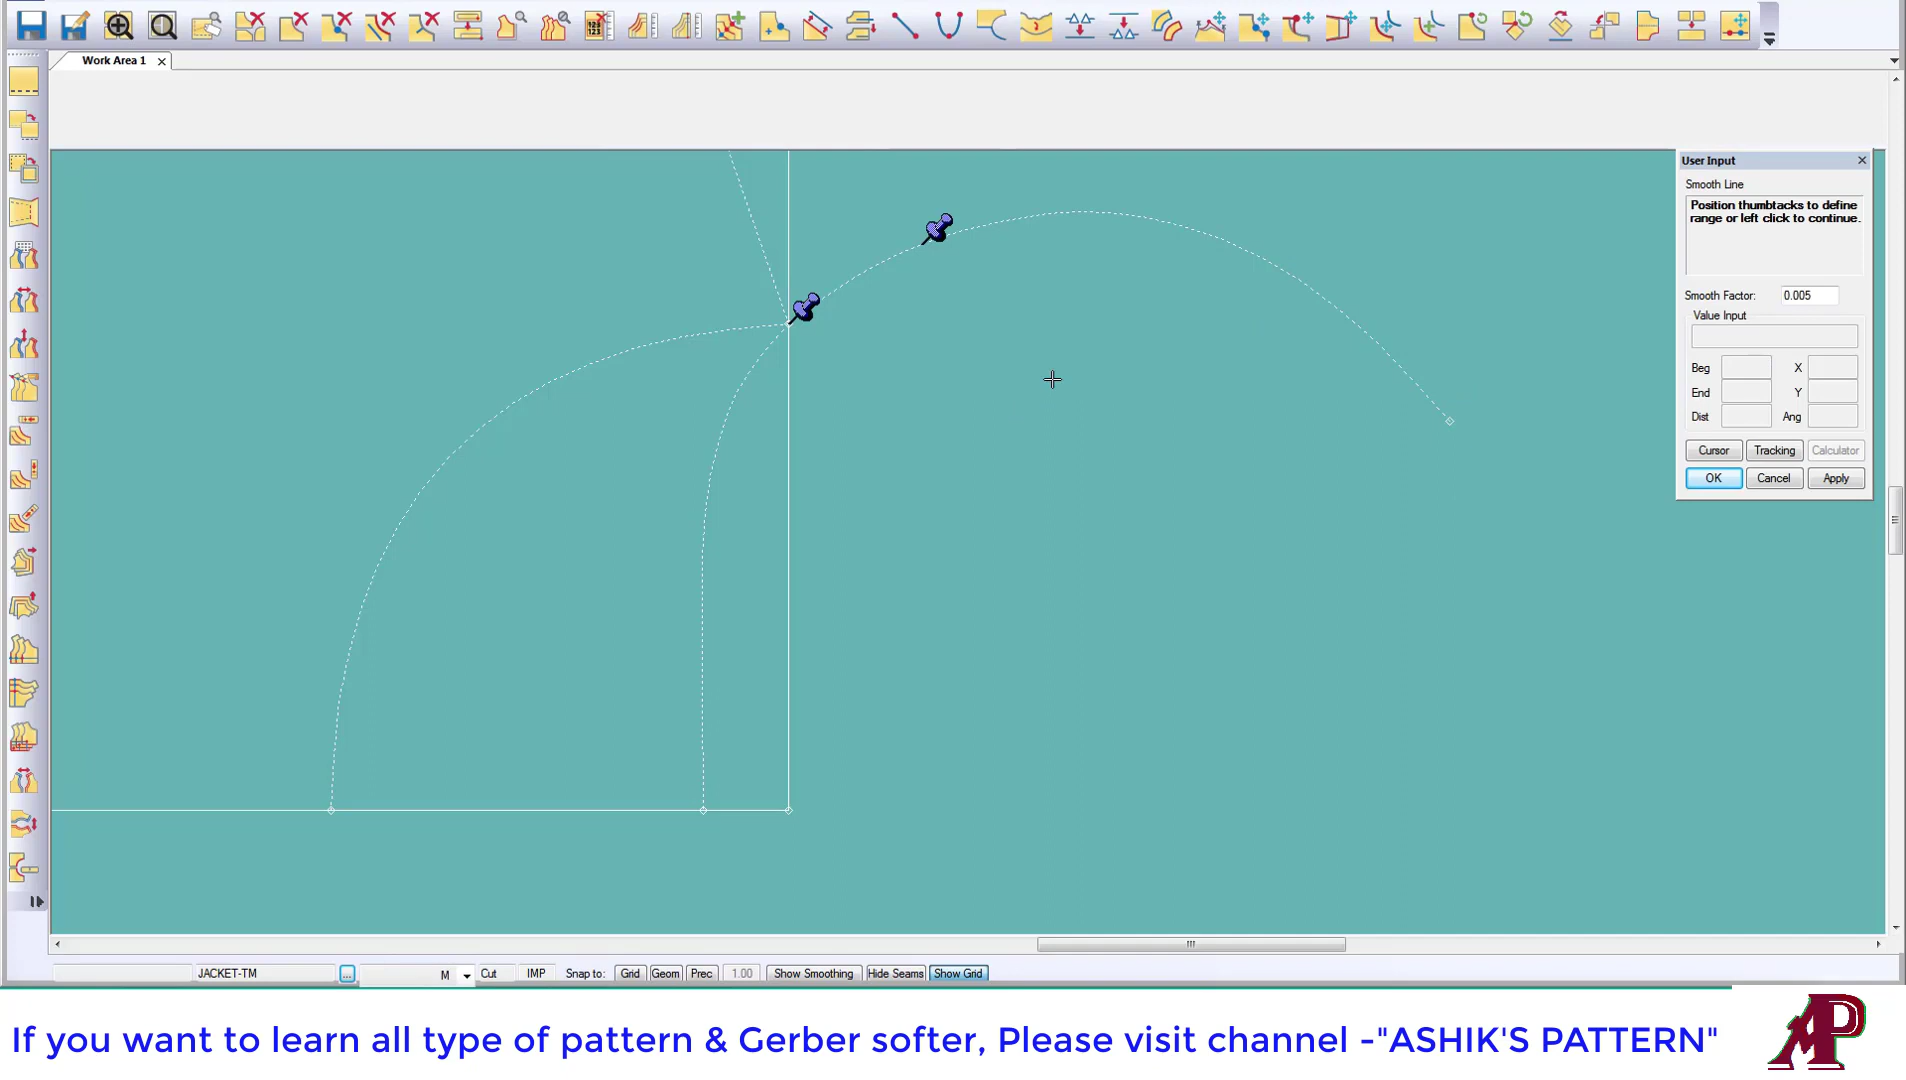 Work Area 1
User Input
Smooth Line
Position thumbtacks to define
range or left click to continue.
Smooth Factor: 0.005
Value Input
Beg X
End Y
Dist Ang
Cursor Tracking Calculator
OK Cancel Apply
JACKET-TM ... M Cut IMP Snap to: Grid Geom Prec 1.00 Show Smoothing Hide Seams Show Grid
If you want to learn all type of pattern & Gerber softer, Please visit channel -"ASHIK'S PATTERN"
AP